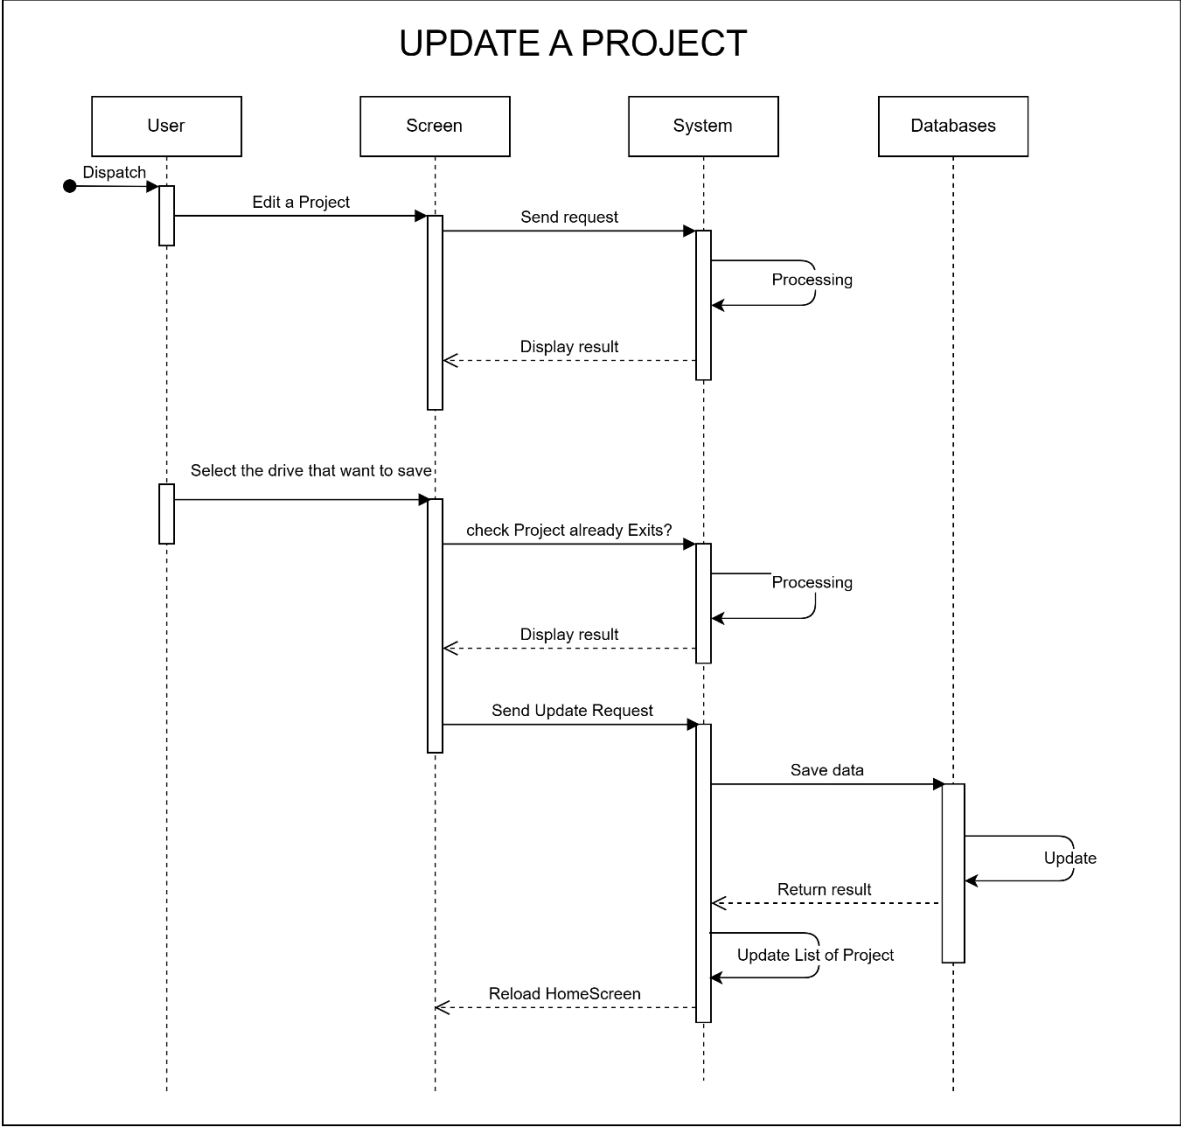 UPDATE A PROJECT
User
Screen
System
Databases
Dispatch
Edit a Project
Send request
Processing
Display result
Select the drive that want to save
check Project already Exits?
Processing
Display result
Send Update Request
Save data
Update
Return result
Update List of Project
Reload HomeScreen